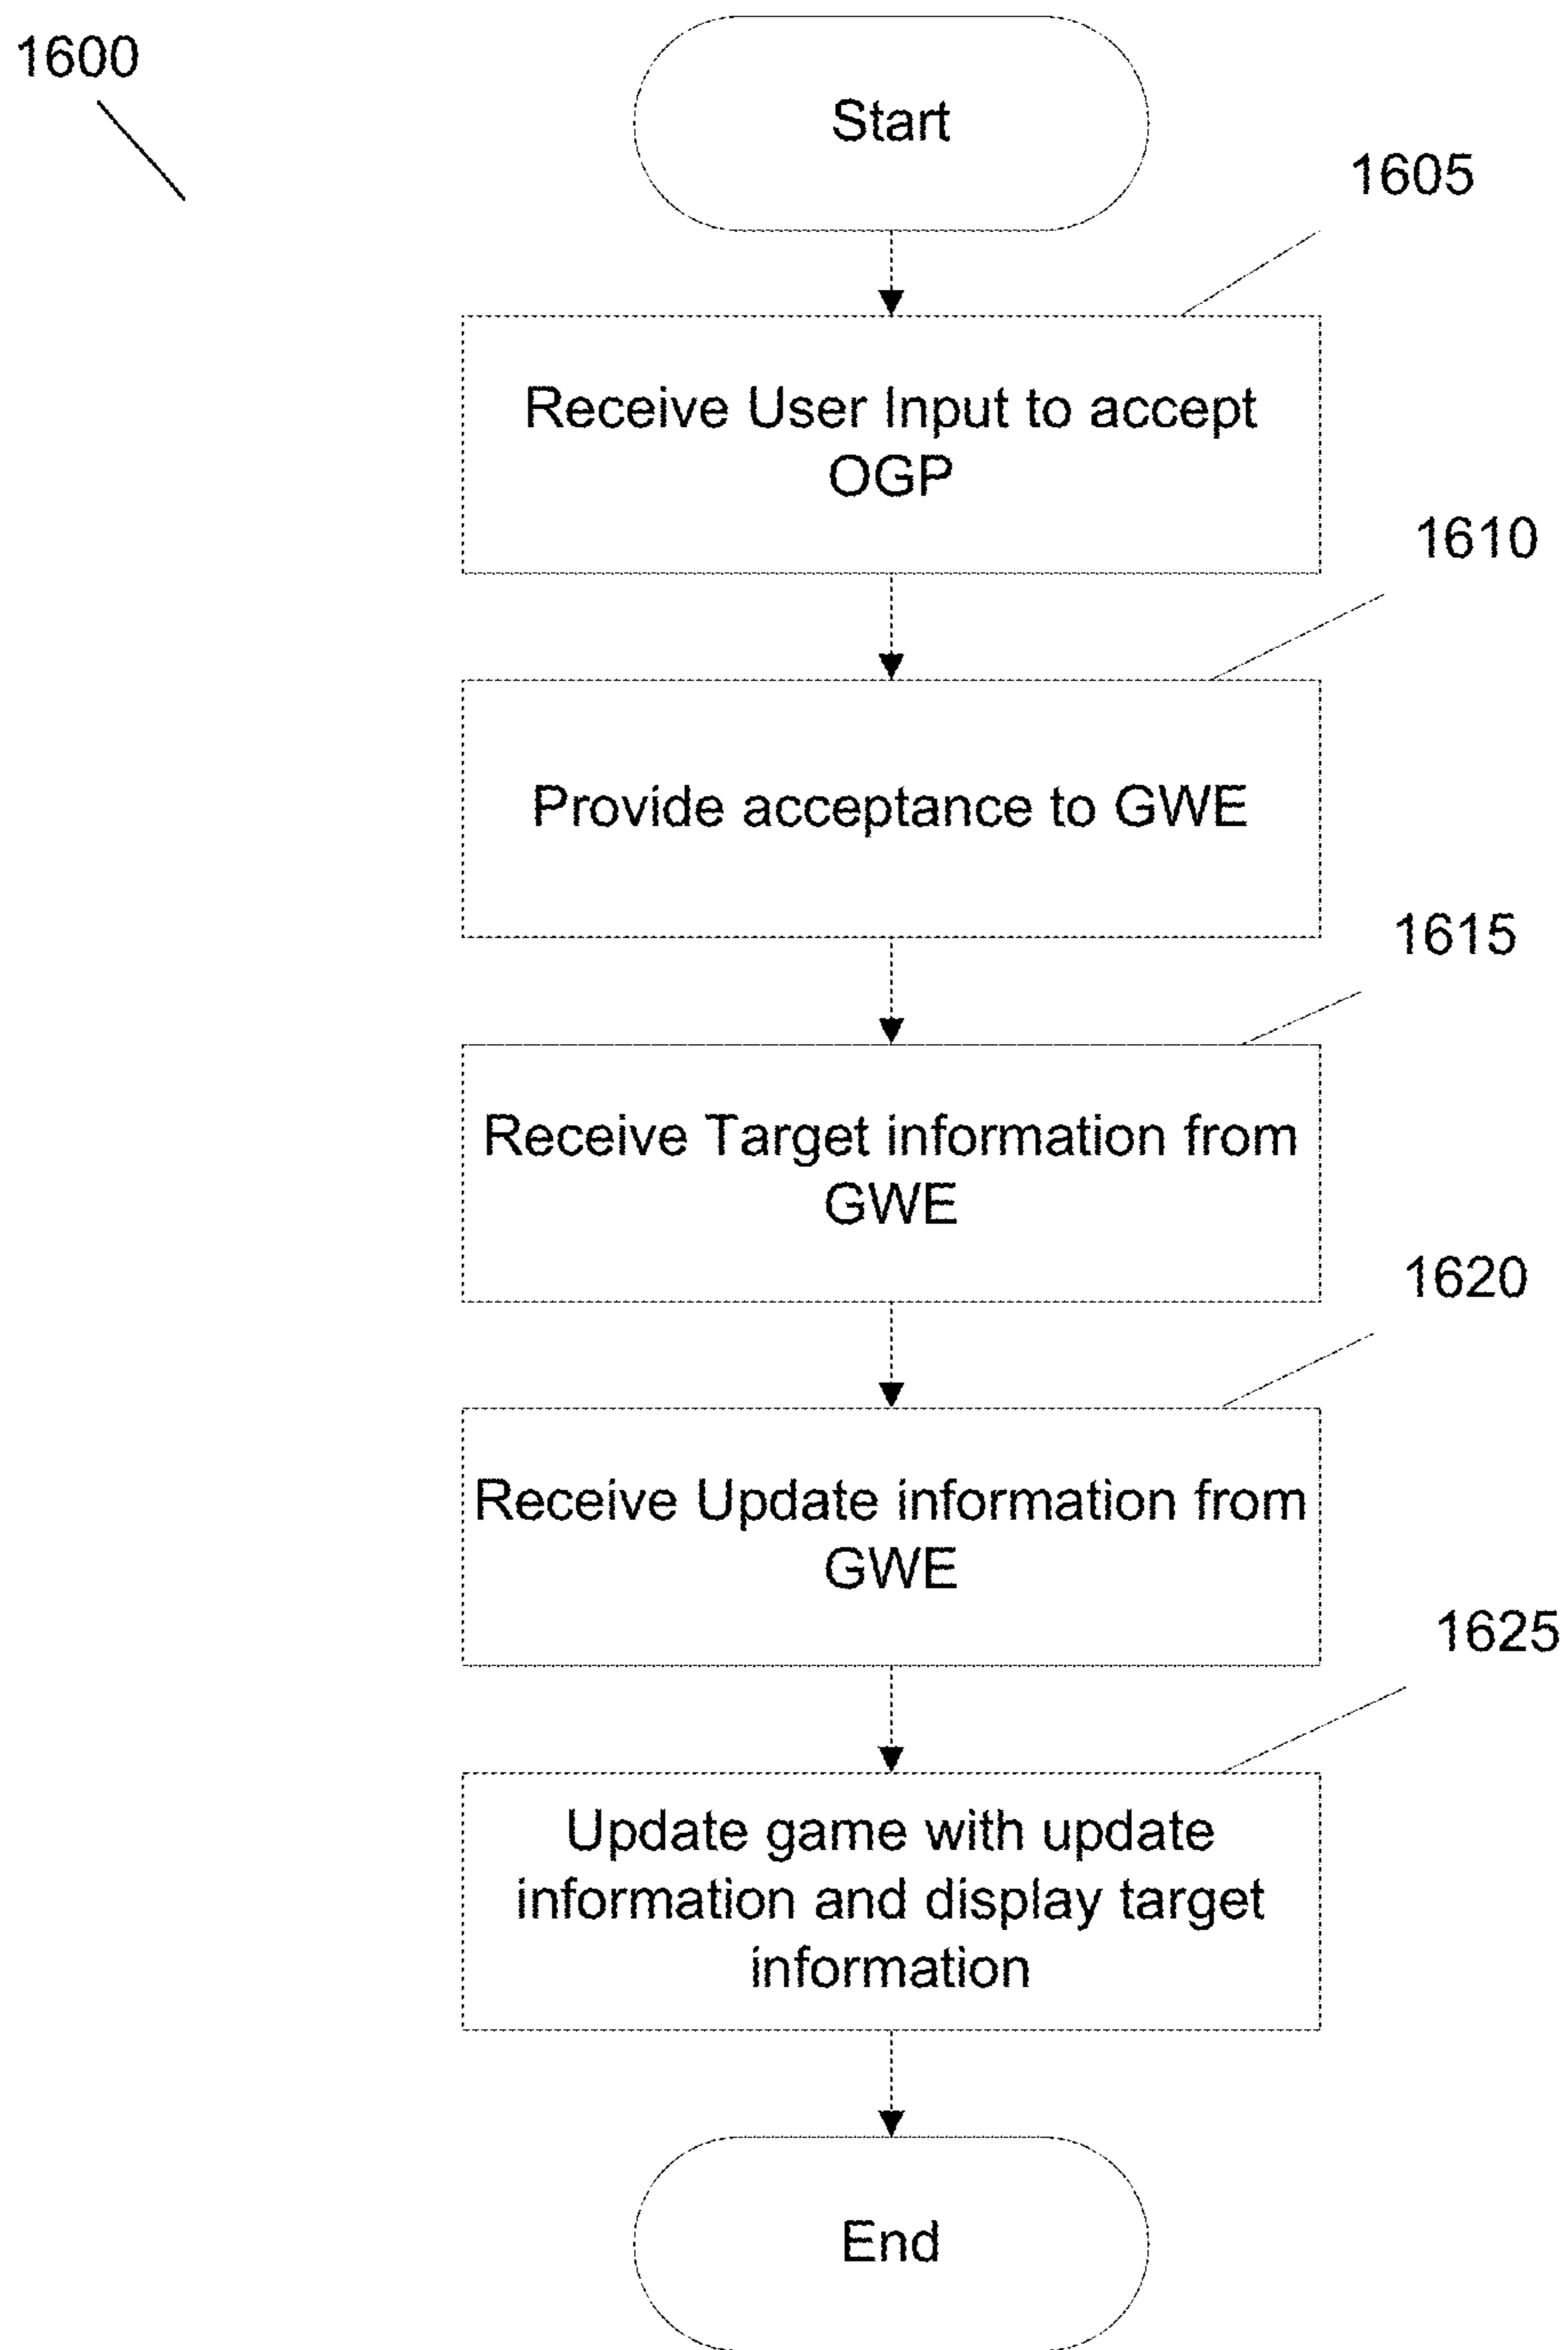 1600
Start
1605
Receive User Input to accept
OGP
1610
Provide acceptance to GWE
1615
Receive Target information from
GWE
1620
Receive Update information from
GWE
1625
Update game with update
information and display target
information
End